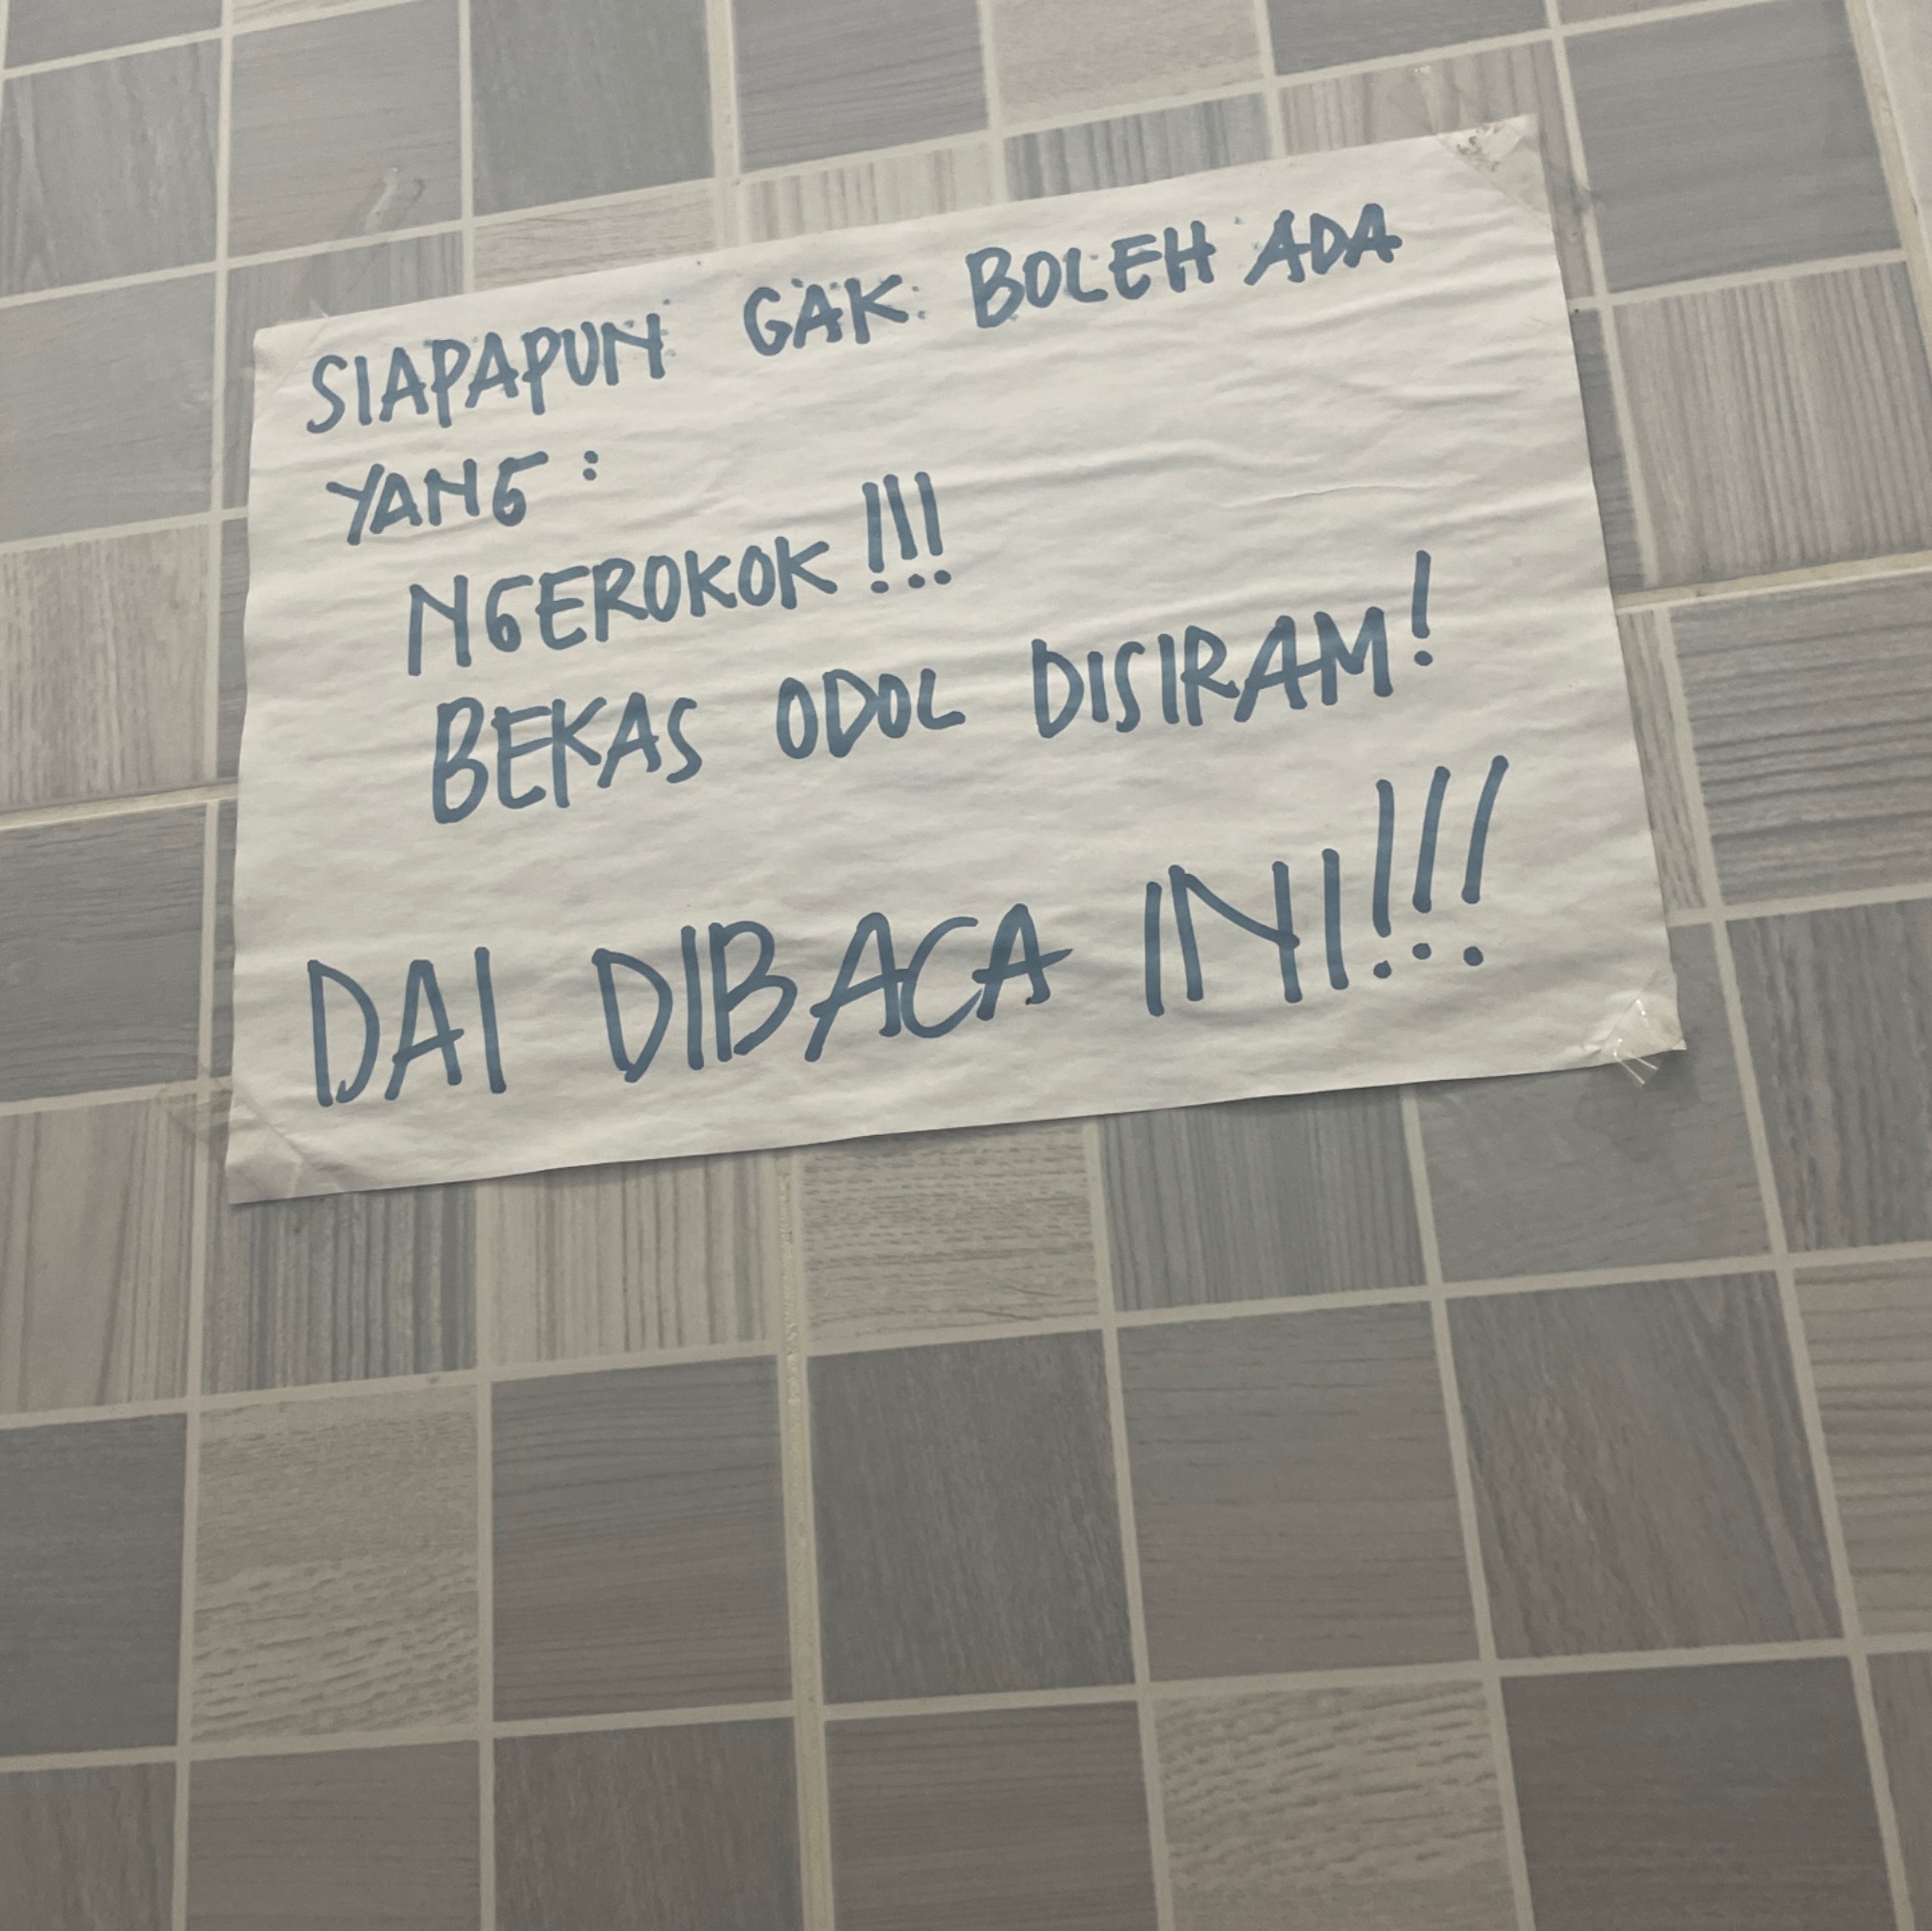 SIAPAPUN GAK BOLEH ADA
YANG :
NGEROKOK !!!
BEKAS ODOL DISIRAM !
DAI DIBACA INI !!!